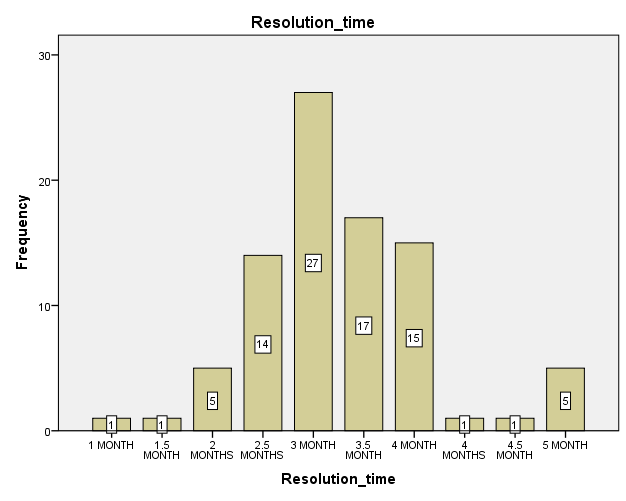 Resolution_time
30
20
10
0
Frequency
1
1
5
14
27
17
15
1
1
5
1 MONTH
1.5
MONTH
2
MONTHS
2.5
MONTHS
3 MONTH
3.5
MONTH
4 MONTH
4
MONTHS
4.5
MONTH
5 MONTH
Resolution_time